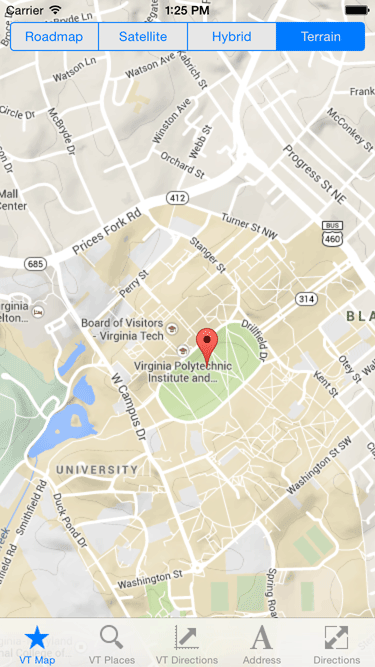 Carrier 1:25 PM
Roadmap Satellite Hybrid Terrain
Watson Ln
Watson Ave
Kabrich St
Circle Dr
McBryde Dr
Winston Ave
Webb St
Frank
McConkey St
Orchard St
Progress St NE
Mall
Center
412
Prices Fork Rd
Turner St NW
BUS
460
Stanger St
685
Perry St
314
Virginia
elton...
Board of Visitors
- Virginia Tech
Drillfield Dr
BLA
Virginia Polytechnic
Institute and...
Otey St
Kent St
W Campus Dr
UNIVERSITY
Washington St SW
Smithfield Rd
Duck Pond Dr
Washington St
Spring Road
VT Map VT Places VT Directions Address Directions